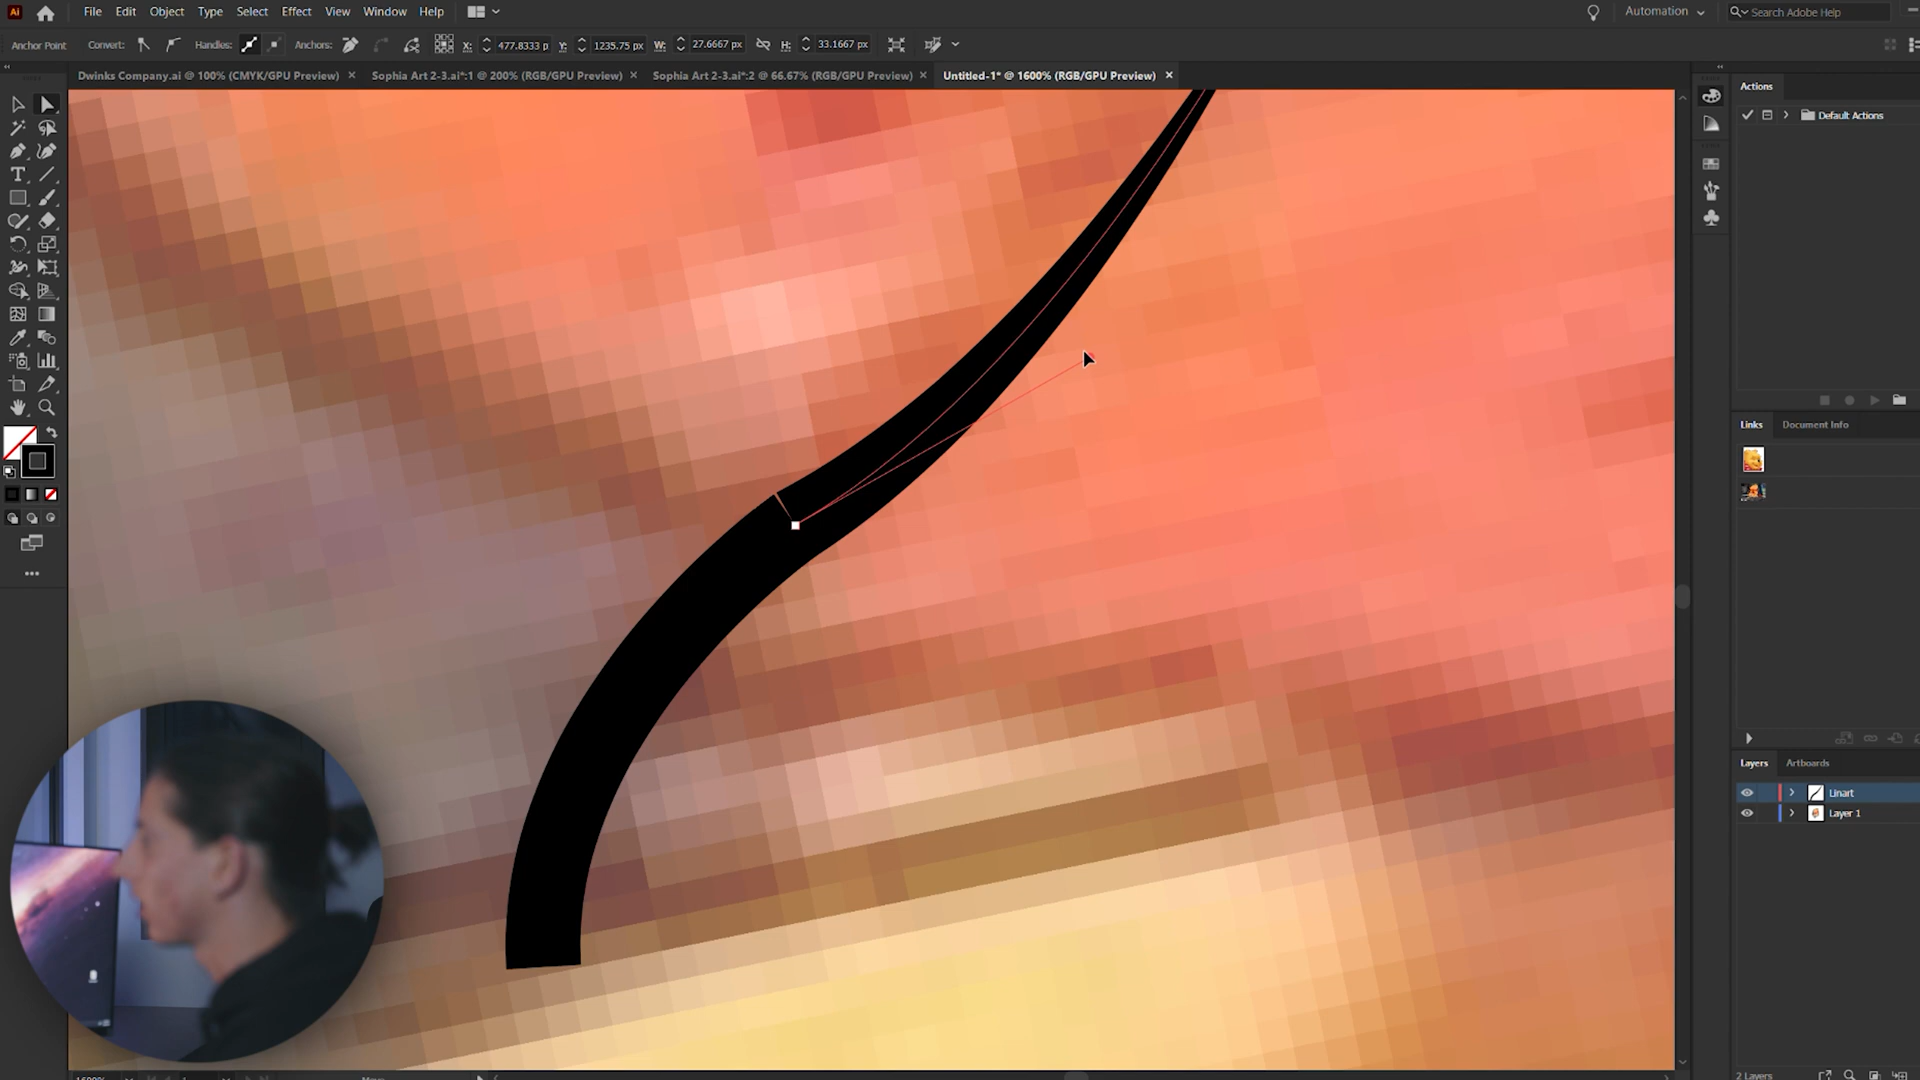 Ai File Edit Object Type Select Effect View Window Help Automation Search Adobe Help
Anchor Point Convert: Handles: Anchors: X: 477.8333 p Y: 1235.75 px W: 27.6667 px H: 33.1667 px
Dwinks Company.ai @ 100% (CMYK/GPU Preview) × Sophia Art 2-3.ai*:1 @ 200% (RGB/GPU Preview) × Sophia Art 2-3.ai*:2 @ 66.67% (RGB/GPU Preview) × Untitled-1* @ 1600% (RGB/GPU Preview) ×
Actions
Default Actions
Links Document Info
Layers Artboards
Linart
Layer 1
2 Layers